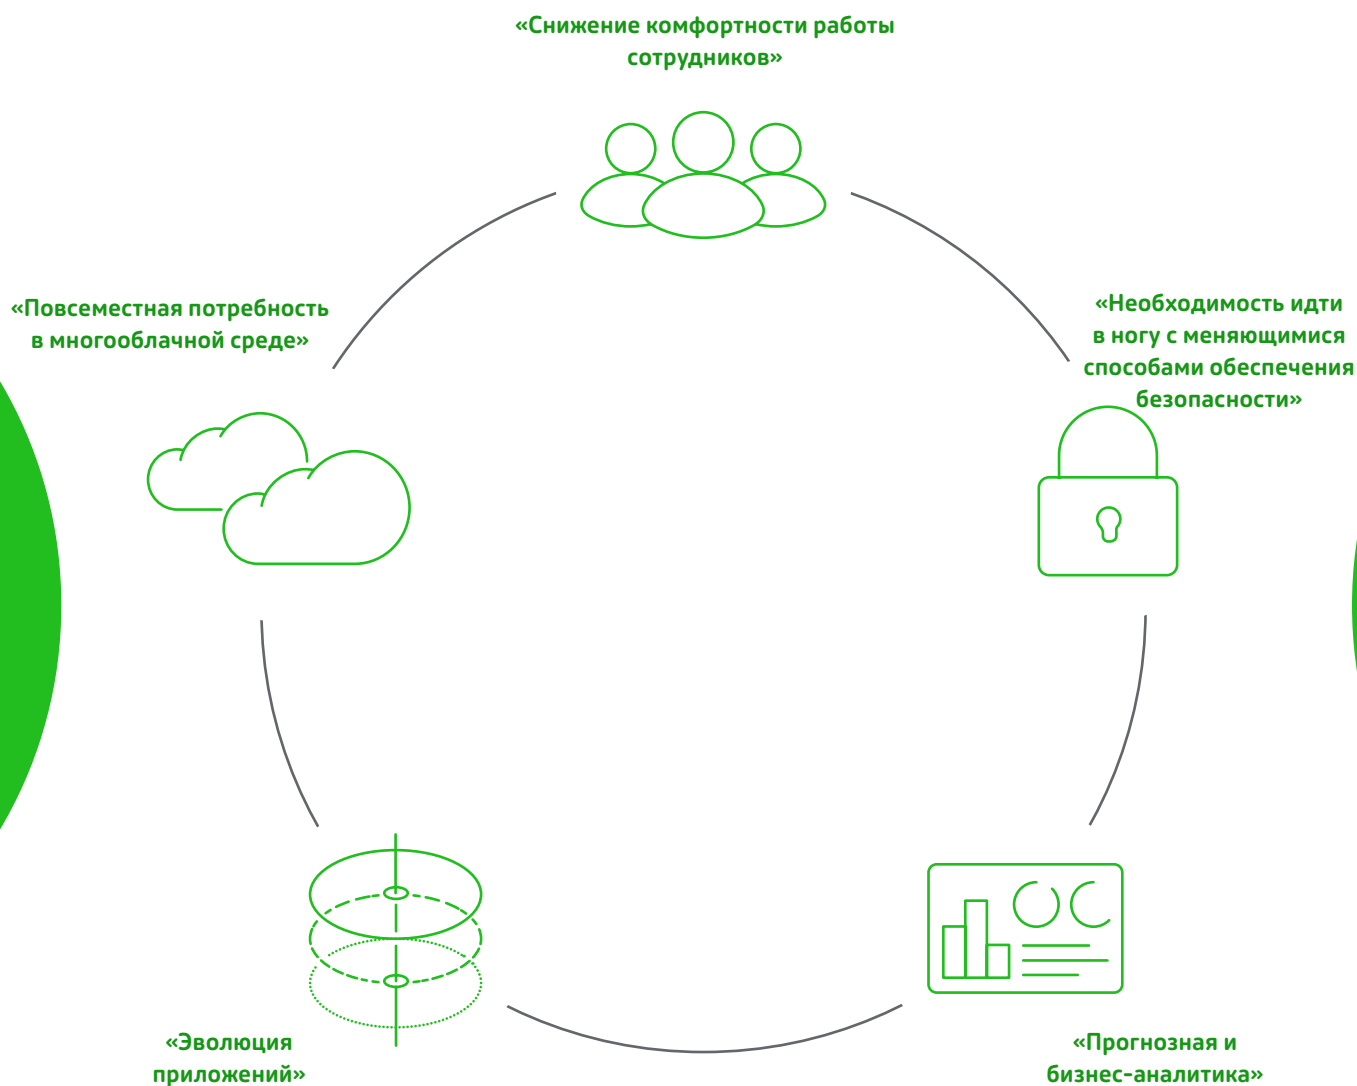 «Снижение комфортности работы
сотрудников»
«Повсеместная потребность
в многооблачной среде»
«Необходимость идти
в ногу с меняющимися
способами обеспечения
безопасности»
«Эволюция
приложений»
«Прогнозная и
бизнес-аналитика»